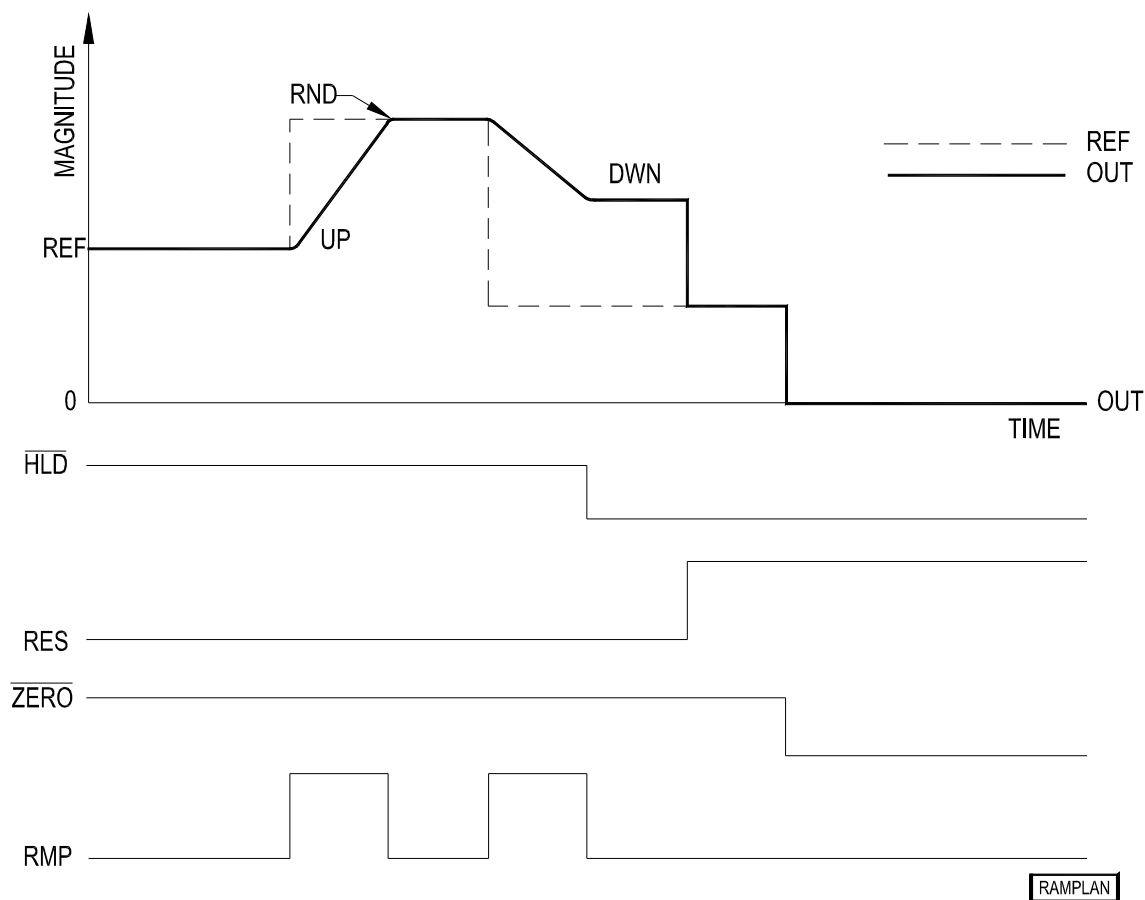 MAGNITUDE
RND
REF
OUT
DWN
UP
REF
0
OUT
TIME
HLD
RES
ZERO
RMP
RAMPLAN